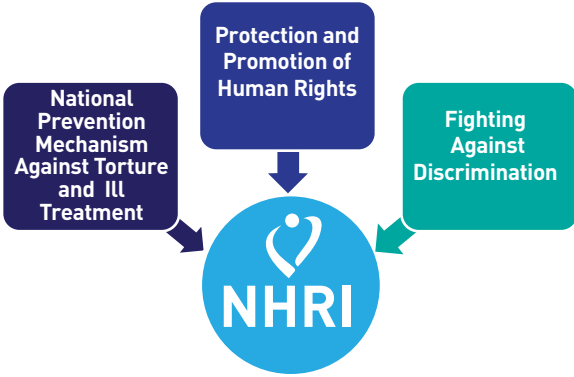 Protection and
Promotion of
Human Rights
National
Prevention
Mechanism
Against Torture
and Ill
Treatment
Fighting
Against
Discrimination
NHRI